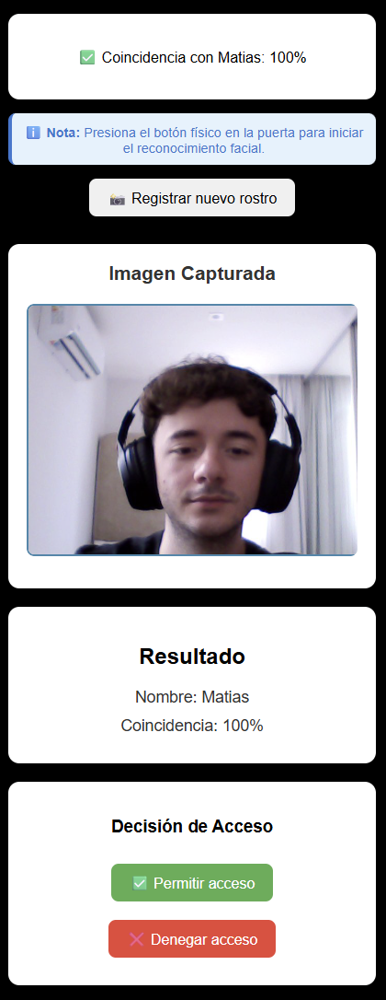 ✅ Coincidencia con Matias: 100%
ℹ️ Nota: Presiona el botón físico en la puerta para iniciar
el reconocimiento facial.
📷 Registrar nuevo rostro
Imagen Capturada
Resultado
Nombre: Matias
Coincidencia: 100%
Decisión de Acceso
✅ Permitir acceso
❌ Denegar acceso